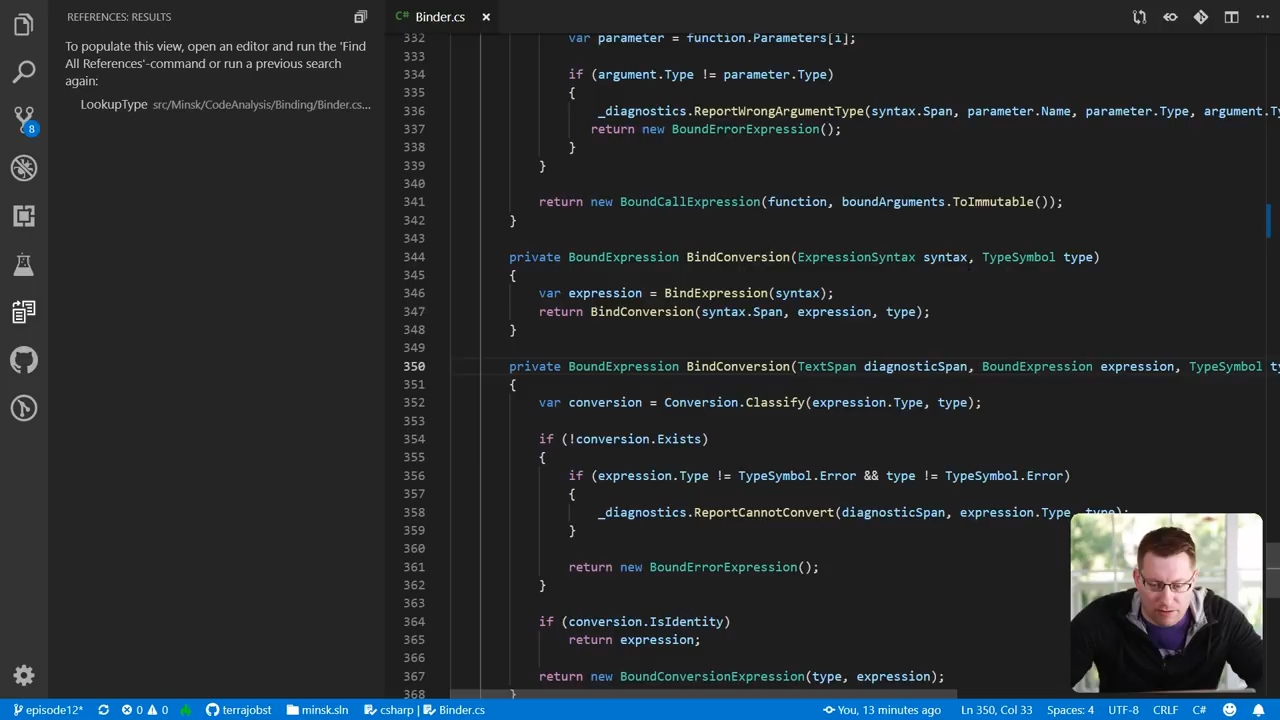 REFERENCES: RESULTS
To populate this view, open an editor and run the 'Find
All References'-command or run a previous search
again:
LookupType src/Minsk/CodeAnalysis/Binding/Binder.cs...
8
C# Binder.cs ×
332 var parameter = function.Parameters[i];
333
334 if (argument.Type != parameter.Type)
335 {
336 _diagnostics.ReportWrongArgumentType(syntax.Span, parameter.Name, parameter.Type, argument.Ty
337 return new BoundErrorExpression();
338 }
339 }
340
341 return new BoundCallExpression(function, boundArguments.ToImmutable());
342 }
343
344 private BoundExpression BindConversion(ExpressionSyntax syntax, TypeSymbol type)
345 {
346 var expression = BindExpression(syntax);
347 return BindConversion(syntax.Span, expression, type);
348 }
349
350 private BoundExpression BindConversion(TextSpan diagnosticSpan, BoundExpression expression, TypeSymbol ty
351 {
352 var conversion = Conversion.Classify(expression.Type, type);
353
354 if (!conversion.Exists)
355 {
356 if (expression.Type != TypeSymbol.Error && type != TypeSymbol.Error)
357 {
358 _diagnostics.ReportCannotConvert(diagnosticSpan, expression.Type, type);
359 }
360
361 return new BoundErrorExpression();
362 }
363
364 if (conversion.IsIdentity)
365 return expression;
366
367 return new BoundConversionExpression(type, expression);
368 }
episode12* 0 0 terrajobst minsk.sln csharp | Binder.cs You, 13 minutes ago Ln 350, Col 33 Spaces: 4 UTF-8 CRLF C#